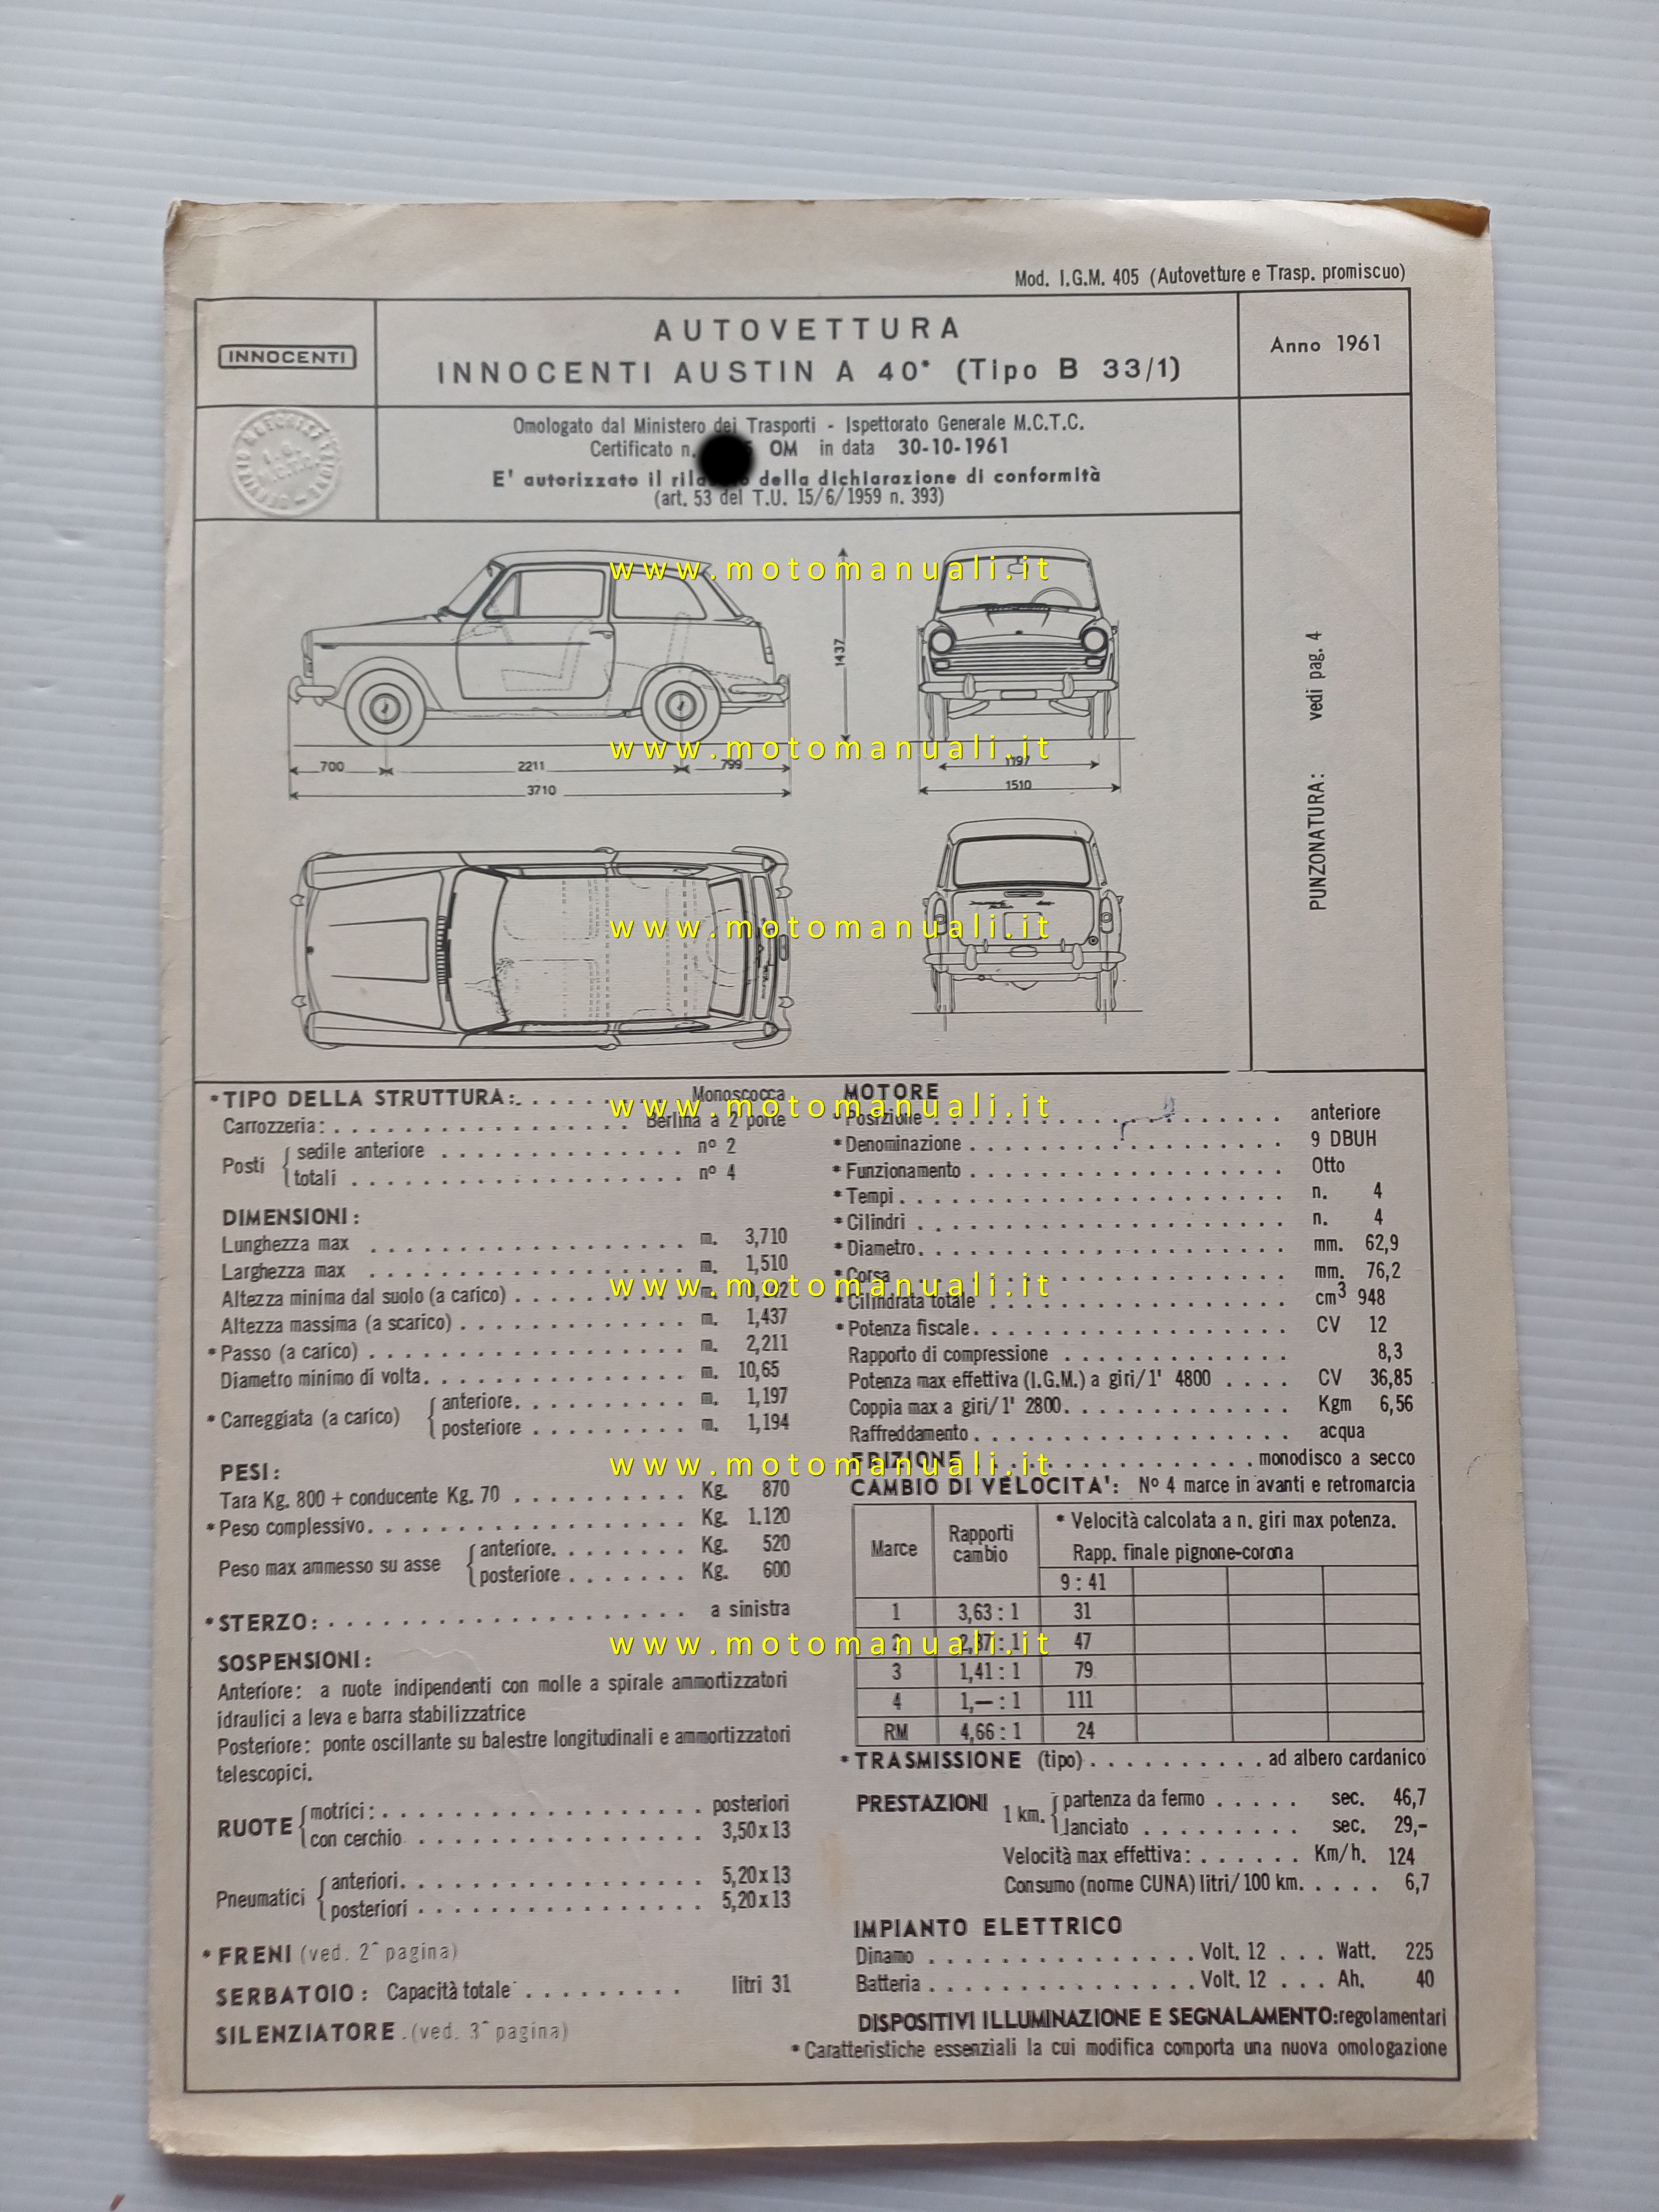 Mod. I.G.M. 405 (Autovetture e Trasp. promiscuo)
INNOCENTI
AUTOVETTURA
INNOCENTI AUSTIN A 40* (Tipo B 33/1)
Anno 1961
Omologato dal Ministero dei Trasporti - Ispettorato Generale M.C.T.C.
Certificato n. OM in data 30-10-1961
E' autorizzato il della dichiarazione di conformità
(art. 53 del T.U. 15/6/1959 n. 393)
PUNZONATURA: vedi pag. 4
www.motomanuali.it
1437
www.motomanuali.it
700 2211 799
3710
1197
1510
www.motomanuali.it
*TIPO DELLA STRUTTURA: Monoscocca
www.motomanuali.it
Carrozzeria: Berlina a 2 porte
Posti sedile anteriore n° 2
totali n° 4
DIMENSIONI:
Lunghezza max m. 3,710
Larghezza max m. 1,510
www.motomanuali.it
Altezza minima dal suolo (a carico) m.
Altezza massima (a scarico) m. 1,437
*Passo (a carico) m. 2,211
Diametro minimo di volta m. 10,65
*Carreggiata (a carico) anteriore m. 1,197
posteriore m. 1,194
www.motomanuali.it
PESI:
Tara Kg. 800 + conducente Kg. 70 Kg. 870
*Peso complessivo Kg. 1.120
Peso max ammesso su asse anteriore Kg. 520
posteriore Kg. 600
*STERZO: a sinistra
www.motomanuali.it
SOSPENSIONI:
Anteriore: a ruote indipendenti con molle a spirale ammortizzatori
idraulici a leva e barra stabilizzatrice
Posteriore: ponte oscillante su balestre longitudinali e ammortizzatori
telescopici.
RUOTE motrici: posteriori
con cerchio 3,50x13
Pneumatici anteriori 5,20x13
posteriori 5,20x13
*FRENI (ved. 2ª pagina)
SERBATOIO: Capacità totale litri 31
SILENZIATORE (ved. 3ª pagina)
MOTORE
*Posizione anteriore
*Denominazione 9 DBUH
*Funzionamento Otto
*Tempi n. 4
*Cilindri n. 4
*Diametro mm. 62,9
*Corsa mm. 76,2
*Cilindrata totale cm3 948
*Potenza fiscale CV 12
Rapporto di compressione 8,3
Potenza max effettiva (I.G.M.) a giri/1' 4800 CV 36,85
Coppia max a giri/1' 2800 Kgm 6,56
Raffreddamento acqua
FRIZIONE monodisco a secco
CAMBIO DI VELOCITA': N° 4 marce in avanti e retromarcia
Marce Rapporti cambio * Velocità calcolata a n. giri max potenza.
Rapp. finale pignone-corona
9 : 41
1 3,63 : 1 31
2 2,37 : 1 47
3 1,41 : 1 79
4 1,— : 1 111
RM 4,66 : 1 24
*TRASMISSIONE (tipo) ad albero cardanico
PRESTAZIONI 1 km. partenza da fermo sec. 46,7
lanciato sec. 29,-
Velocità max effettiva: Km/h. 124
Consumo (norme CUNA) litri/100 km. 6,7
IMPIANTO ELETTRICO
Dinamo Volt. 12 Watt. 225
Batteria Volt. 12 Ah. 40
DISPOSITIVI ILLUMINAZIONE E SEGNALAMENTO: regolamentari
*Caratteristiche essenziali la cui modifica comporta una nuova omologazione